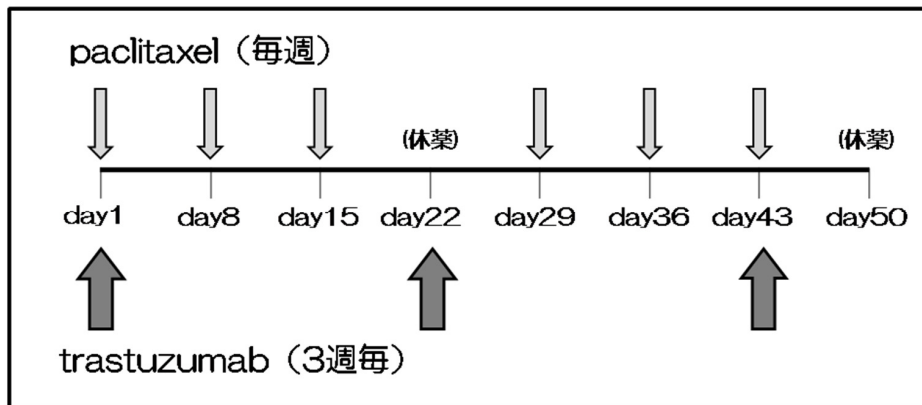 paclitaxel（毎週）
(休薬) (休薬)
day1 day8 day15 day22 day29 day36 day43 day50
trastuzumab（3週毎）